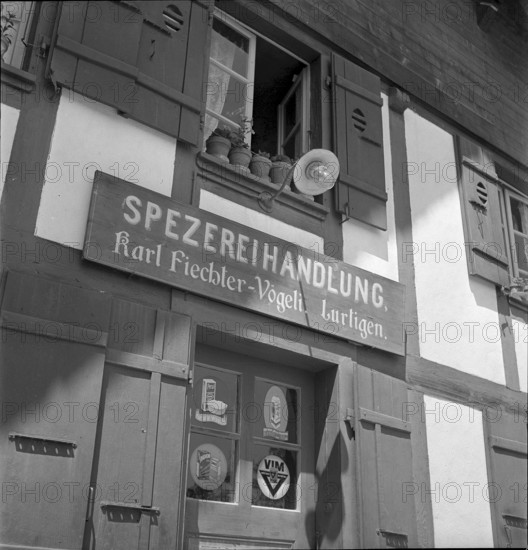 SPEZEREIHANDLUNG.
Karl Fiechter-Vögeli, Lurtigen.
VIM